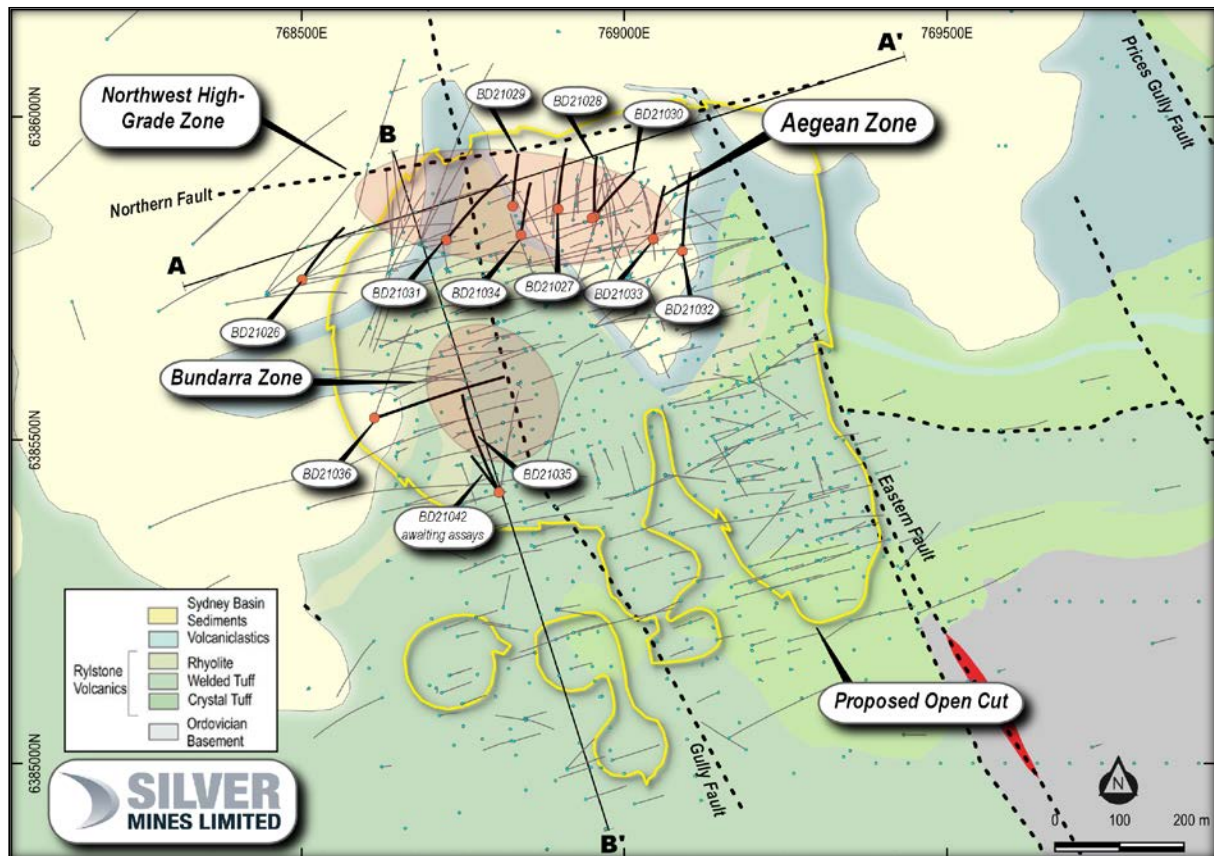 768500E
769000E
769500E
6386000N
6385500N
6385000N
A'
Prices Gully Fault
Northwest High-
Grade Zone
BD21029
BD21028
BD21030
Aegean Zone
B
Northern Fault
A
BD21026
BD21031
BD21034
BD21027
BD21033
BD21032
Bundarra Zone
BD21036
BD21035
BD21042
awaiting assays
Eastern Fault
Gully Fault
Proposed Open Cut
B'
Sydney Basin
Sediments
Volcaniclastics
Rylstone
Volcanics
Rhyolite
Welded Tuff
Crystal Tuff
Ordovician
Basement
SILVER
MINES LIMITED
N
0 100 200 m